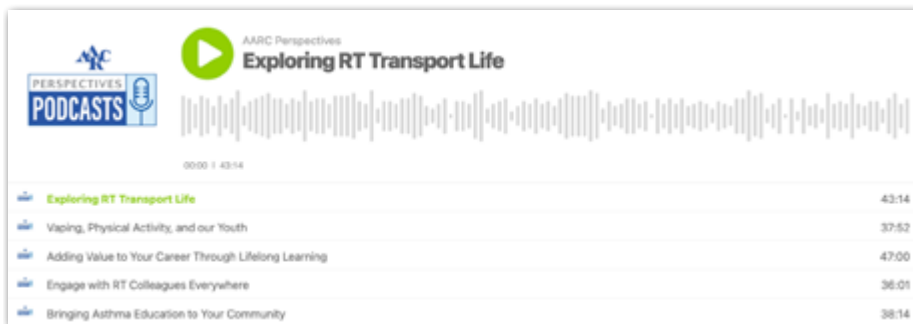 AARC
PERSPECTIVES
PODCASTS
AARC Perspectives
Exploring RT Transport Life
00:00 | 43:14
Exploring RT Transport Life 43:14
Vaping, Physical Activity, and our Youth 37:52
Adding Value to Your Career Through Lifelong Learning 47:00
Engage with RT Colleagues Everywhere 36:01
Bringing Asthma Education to Your Community 38:14